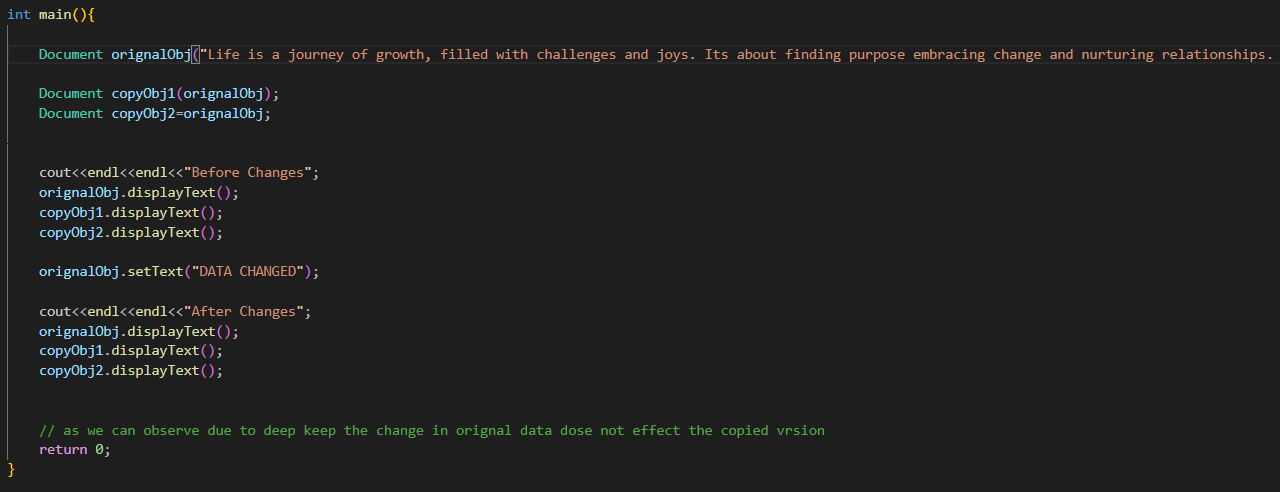 int main(){
Document orignalObj("Life is a journey of growth, filled with challenges and joys. Its about finding purpose embracing change and nurturing relationships.
Document copyObj1(orignalObj);
Document copyObj2=orignalObj;
cout<<endl<<endl<<"Before Changes";
orignalObj.displayText();
copyObj1.displayText();
copyObj2.displayText();
orignalObj.setText("DATA CHANGED");
cout<<endl<<endl<<"After Changes";
orignalObj.displayText();
copyObj1.displayText();
copyObj2.displayText();
// as we can observe due to deep keep the change in orignal data dose not effect the copied vrsion
return 0;
}